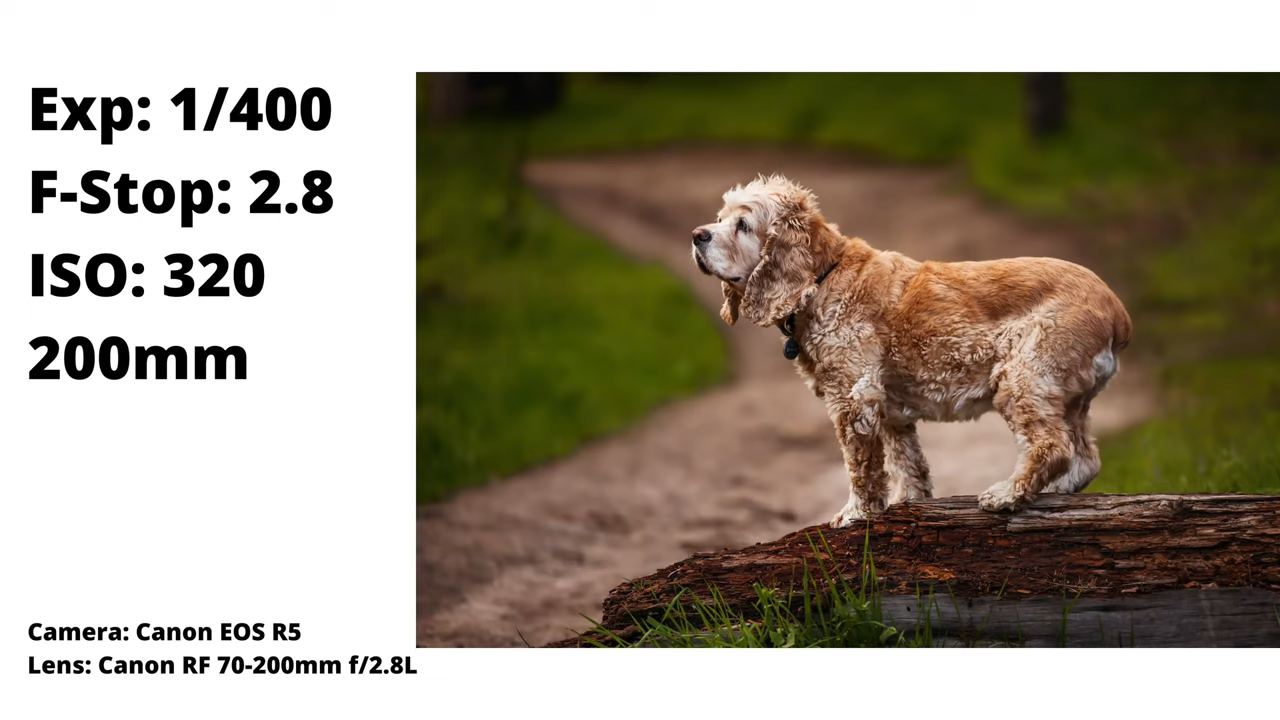 Exp: 1/400
F-Stop: 2.8
ISO: 320
200mm
Camera: Canon EOS R5
Lens: Canon RF 70-200mm f/2.8L